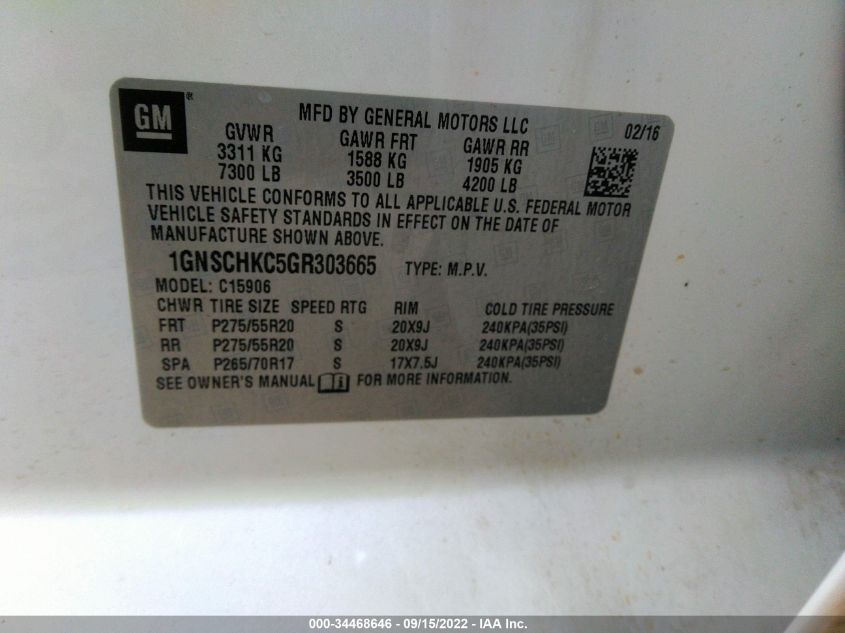 GM® MFD BY GENERAL MOTORS LLC 02/16
GVWR GAWR FRT GAWR RR
3311 KG 1588 KG 1905 KG
7300 LB 3500 LB 4200 LB
THIS VEHICLE CONFORMS TO ALL APPLICABLE U.S. FEDERAL MOTOR
VEHICLE SAFETY STANDARDS IN EFFECT ON THE DATE OF
MANUFACTURE SHOWN ABOVE.
1GNSCHKC5GR303665 TYPE: M.P.V.
MODEL: C15906
CHWR TIRE SIZE SPEED RTG RIM COLD TIRE PRESSURE
FRT P275/55R20 S 20X9J 240KPA(35PSI)
RR P275/55R20 S 20X9J 240KPA(35PSI)
SPA P265/70R17 S 17X7.5J 240KPA(35PSI)
SEE OWNER'S MANUAL i FOR MORE INFORMATION.
000-34468646 - 09/15/2022 - IAA Inc.